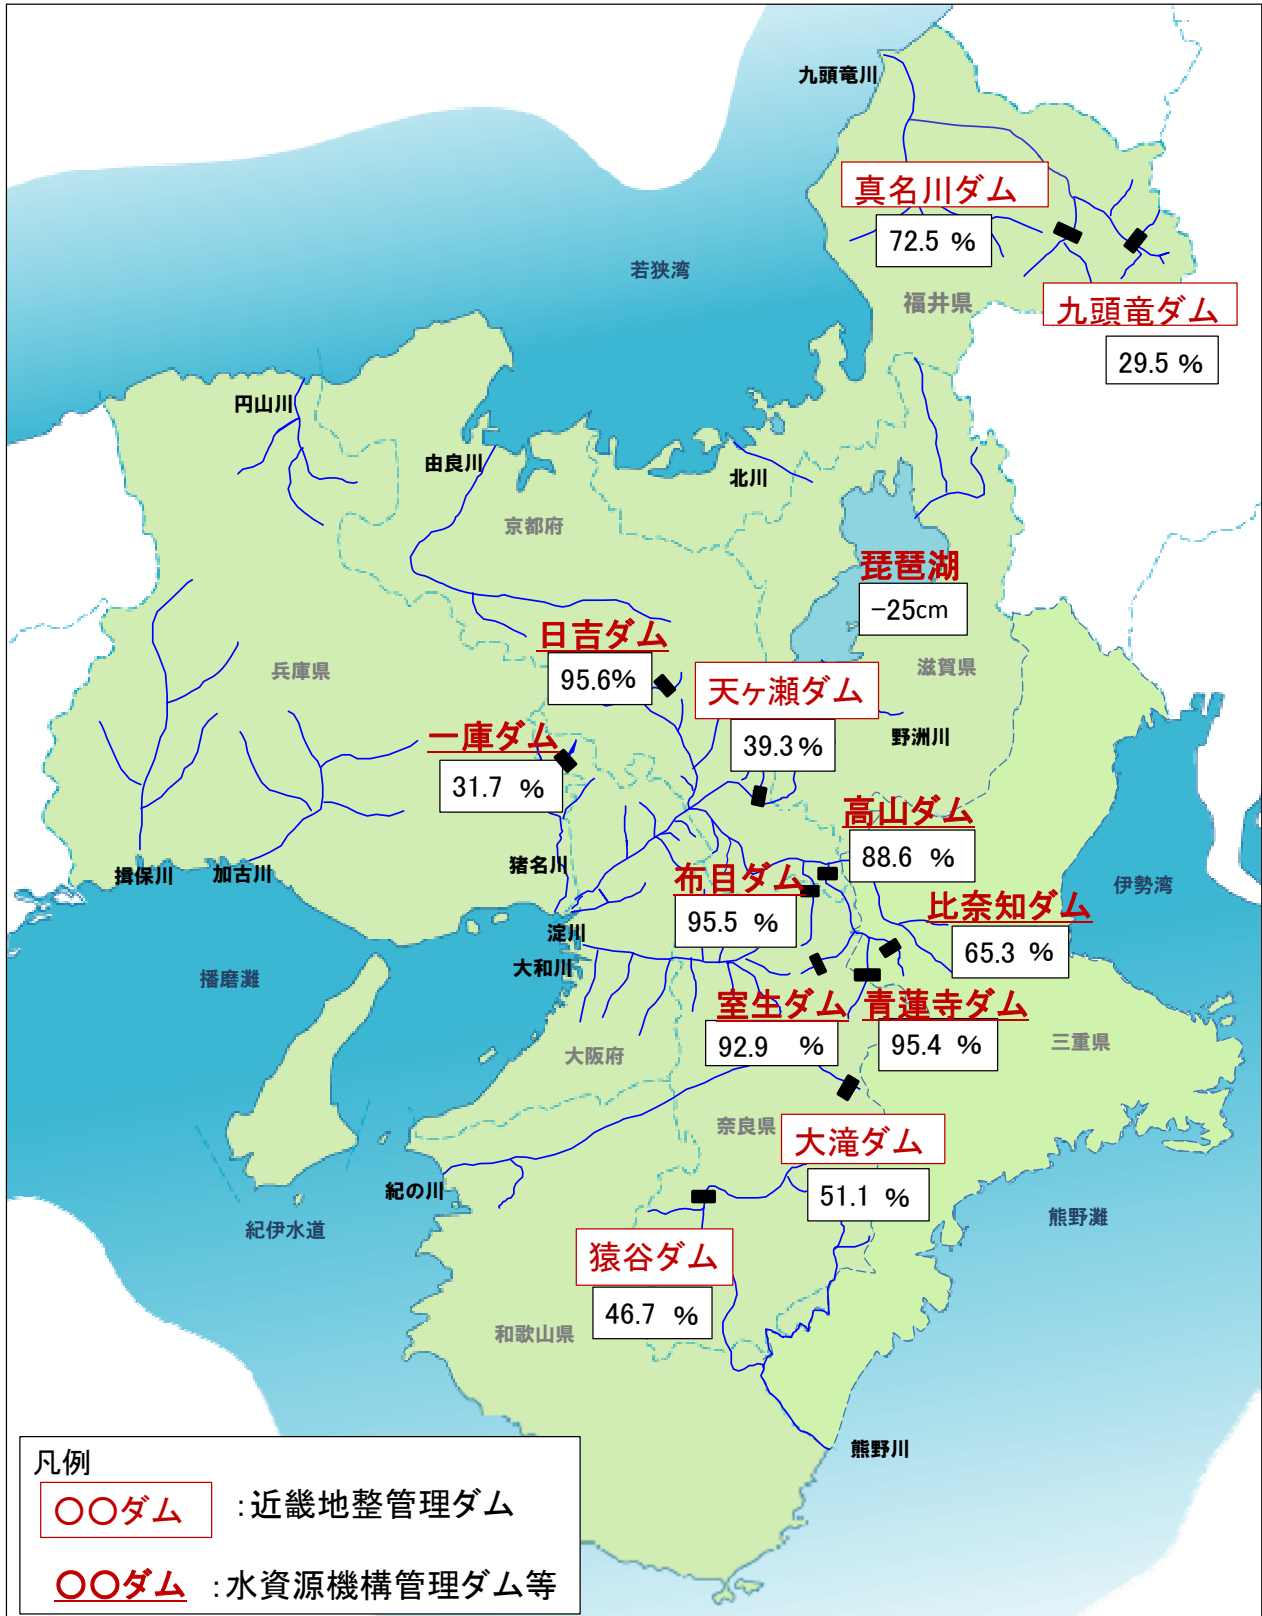 九頭竜川
真名川ダム
72.5 %
若狭湾
福井県
九頭竜ダム
29.5 %
円山川
由良川
北川
京都府
琵琶湖
-25cm
日吉ダム
95.6%
兵庫県
滋賀県
天ヶ瀬ダム
39.3%
野洲川
一庫ダム
31.7 %
高山ダム
88.6 %
猪名川
揖保川
加古川
布目ダム
95.5 %
伊勢湾
比奈知ダム
65.3 %
淀川
大和川
播磨灘
室生ダム
92.9 %
青蓮寺ダム
95.4 %
大阪府
三重県
奈良県
大滝ダム
51.1 %
紀の川
紀伊水道
熊野灘
猿谷ダム
46.7 %
和歌山県
熊野川
凡例
〇〇ダム :近畿地整管理ダム
〇〇ダム :水資源機構管理ダム等